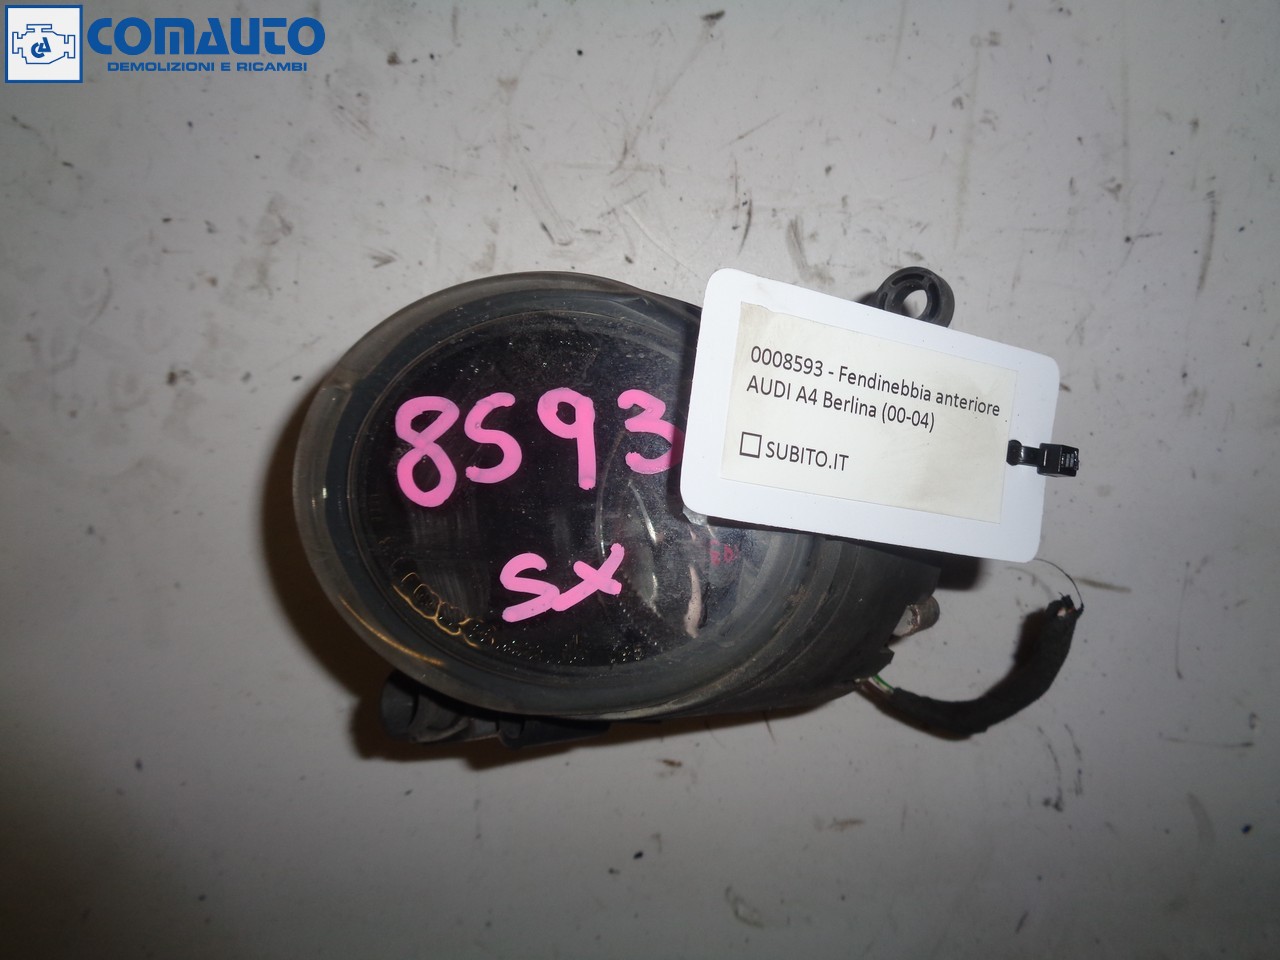 COMAUTO
DEMOLIZIONI E RICAMBI
0008593 - Fendinebbia anteriore
AUDI A4 Berlina (00-04)
SUBITO.IT
8593
SX